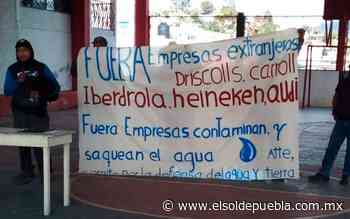 FUERA Empresas extranjeras
Driscolls, carroll
Iberdrola, heineken, audi
Fuera Empresas contaminan, y
saquean el agua Atte,
por la defensa del agua y tierra
www.elsoldepuebla.com.mx